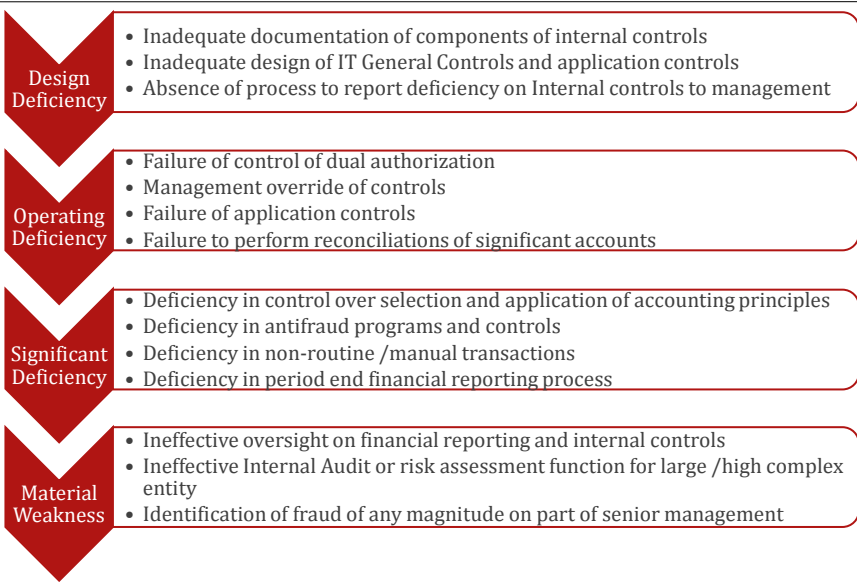 Design
Deficiency
• Inadequate documentation of components of internal controls
• Inadequate design of IT General Controls and application controls
• Absence of process to report deficiency on Internal controls to management
Operating
Deficiency
• Failure of control of dual authorization
• Management override of controls
• Failure of application controls
• Failure to perform reconciliations of significant accounts
Significant
Deficiency
• Deficiency in control over selection and application of accounting principles
• Deficiency in antifraud programs and controls
• Deficiency in non-routine /manual transactions
• Deficiency in period end financial reporting process
Material
Weakness
• Ineffective oversight on financial reporting and internal controls
• Ineffective Internal Audit or risk assessment function for large /high complex
entity
• Identification of fraud of any magnitude on part of senior management